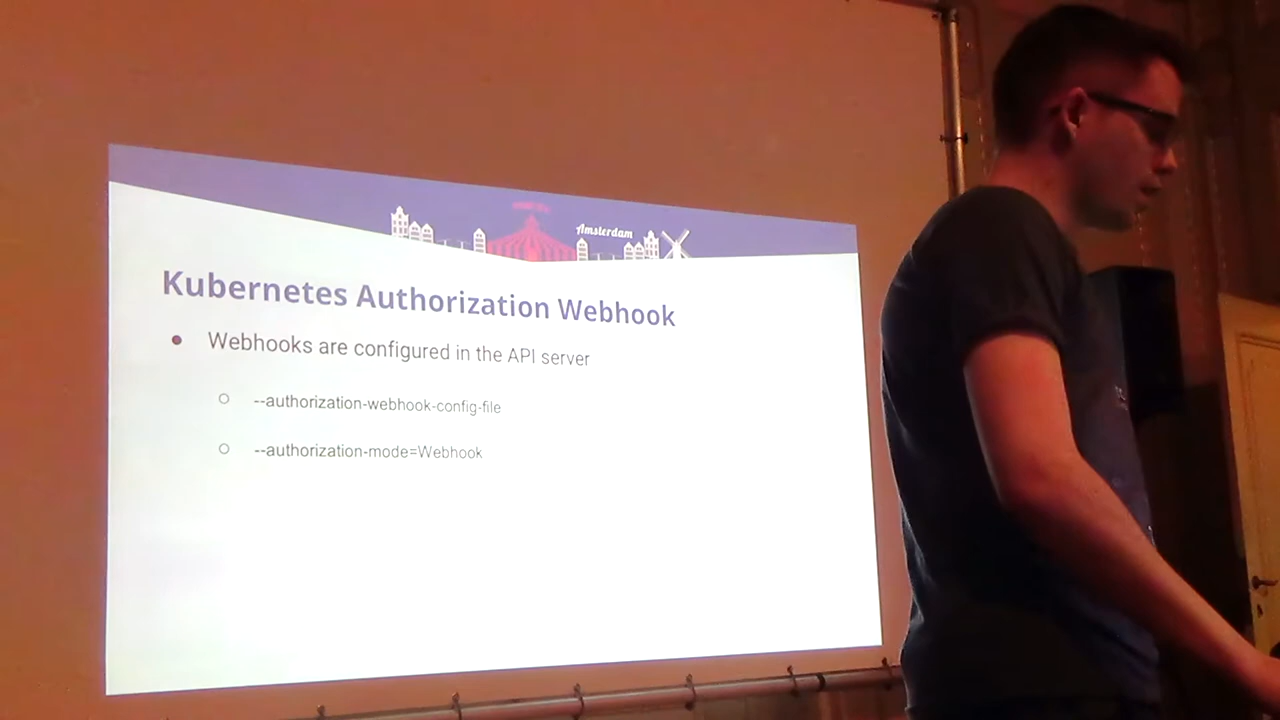 Amsterdam
Kubernetes Authorization Webhook
Webhooks are configured in the API server
--authorization-webhook-config-file
--authorization-mode=Webhook